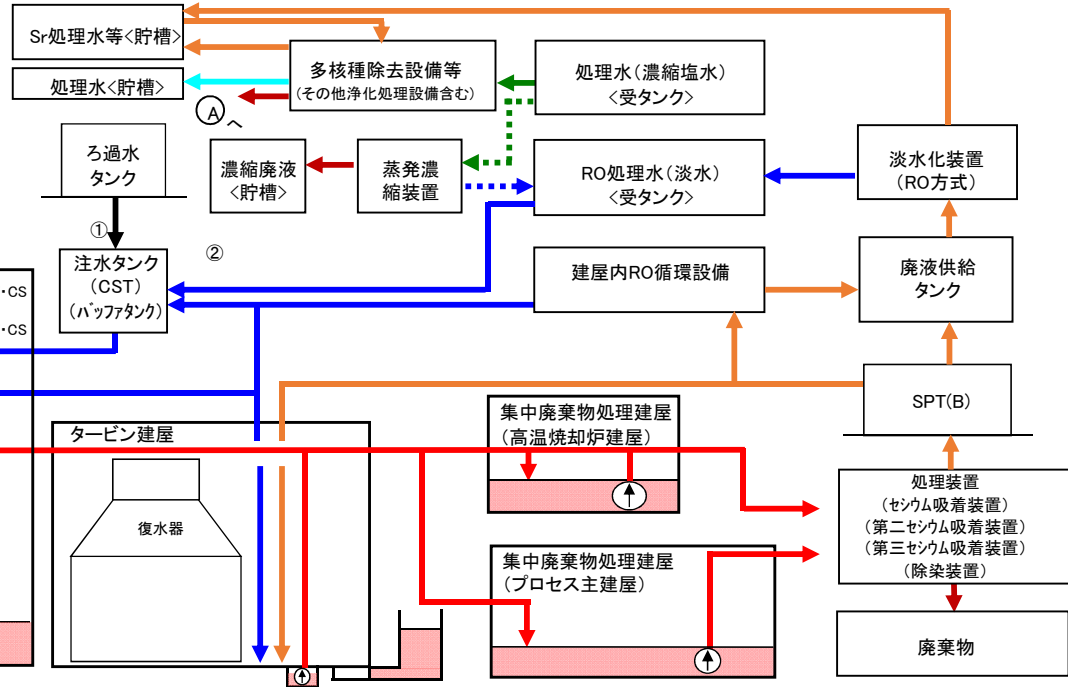 Sr処理水等<貯槽>
処理水<貯槽>
多核種除去設備等
(その他浄化処理設備含む)
処理水(濃縮塩水)
<受タンク>
Aへ
ろ過水
タンク
濃縮廃液
<貯槽>
蒸発濃
縮装置
RO処理水(淡水)
<受タンク>
淡水化装置
(RO方式)
①
②
注水タンク
(CST)
(バッファタンク)
建屋内RO循環設備
廃液供給
タンク
・CS
・CS
SPT(B)
タービン建屋
復水器
集中廃棄物処理建屋
(高温焼却炉建屋)
集中廃棄物処理建屋
(プロセス主建屋)
処理装置
(セシウム吸着装置)
(第二セシウム吸着装置)
(第三セシウム吸着装置)
(除染装置)
廃棄物